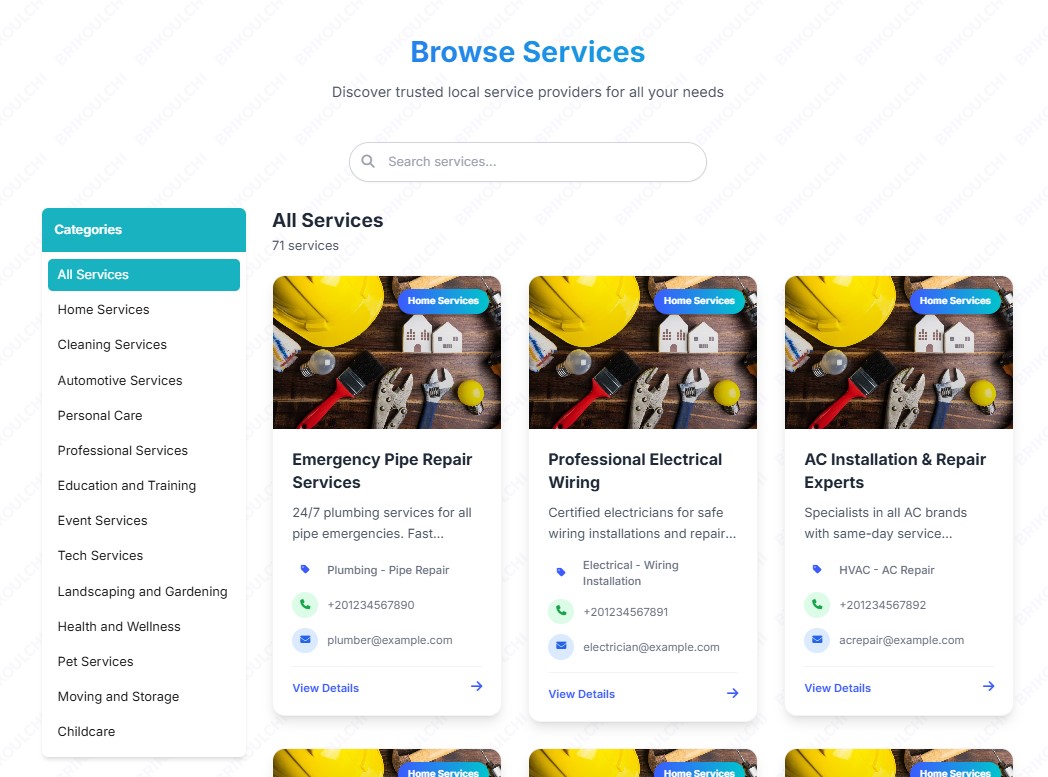 Browse Services
Discover trusted local service providers for all your needs
Search services...
Categories
All Services
Home Services
Cleaning Services
Automotive Services
Personal Care
Professional Services
Education and Training
Event Services
Tech Services
Landscaping and Gardening
Health and Wellness
Pet Services
Moving and Storage
Childcare
All Services
71 services
Home Services
Emergency Pipe Repair
Services
24/7 plumbing services for all
pipe emergencies. Fast...
Plumbing - Pipe Repair
+201234567890
plumber@example.com
View Details
Home Services
Professional Electrical
Wiring
Certified electricians for safe
wiring installations and repair...
Electrical - Wiring
Installation
+201234567891
electrician@example.com
View Details
Home Services
AC Installation & Repair
Experts
Specialists in all AC brands
with same-day service...
HVAC - AC Repair
+201234567892
acrepair@example.com
View Details
Home Services
Home Services
Home Services
BRIKOULCHI